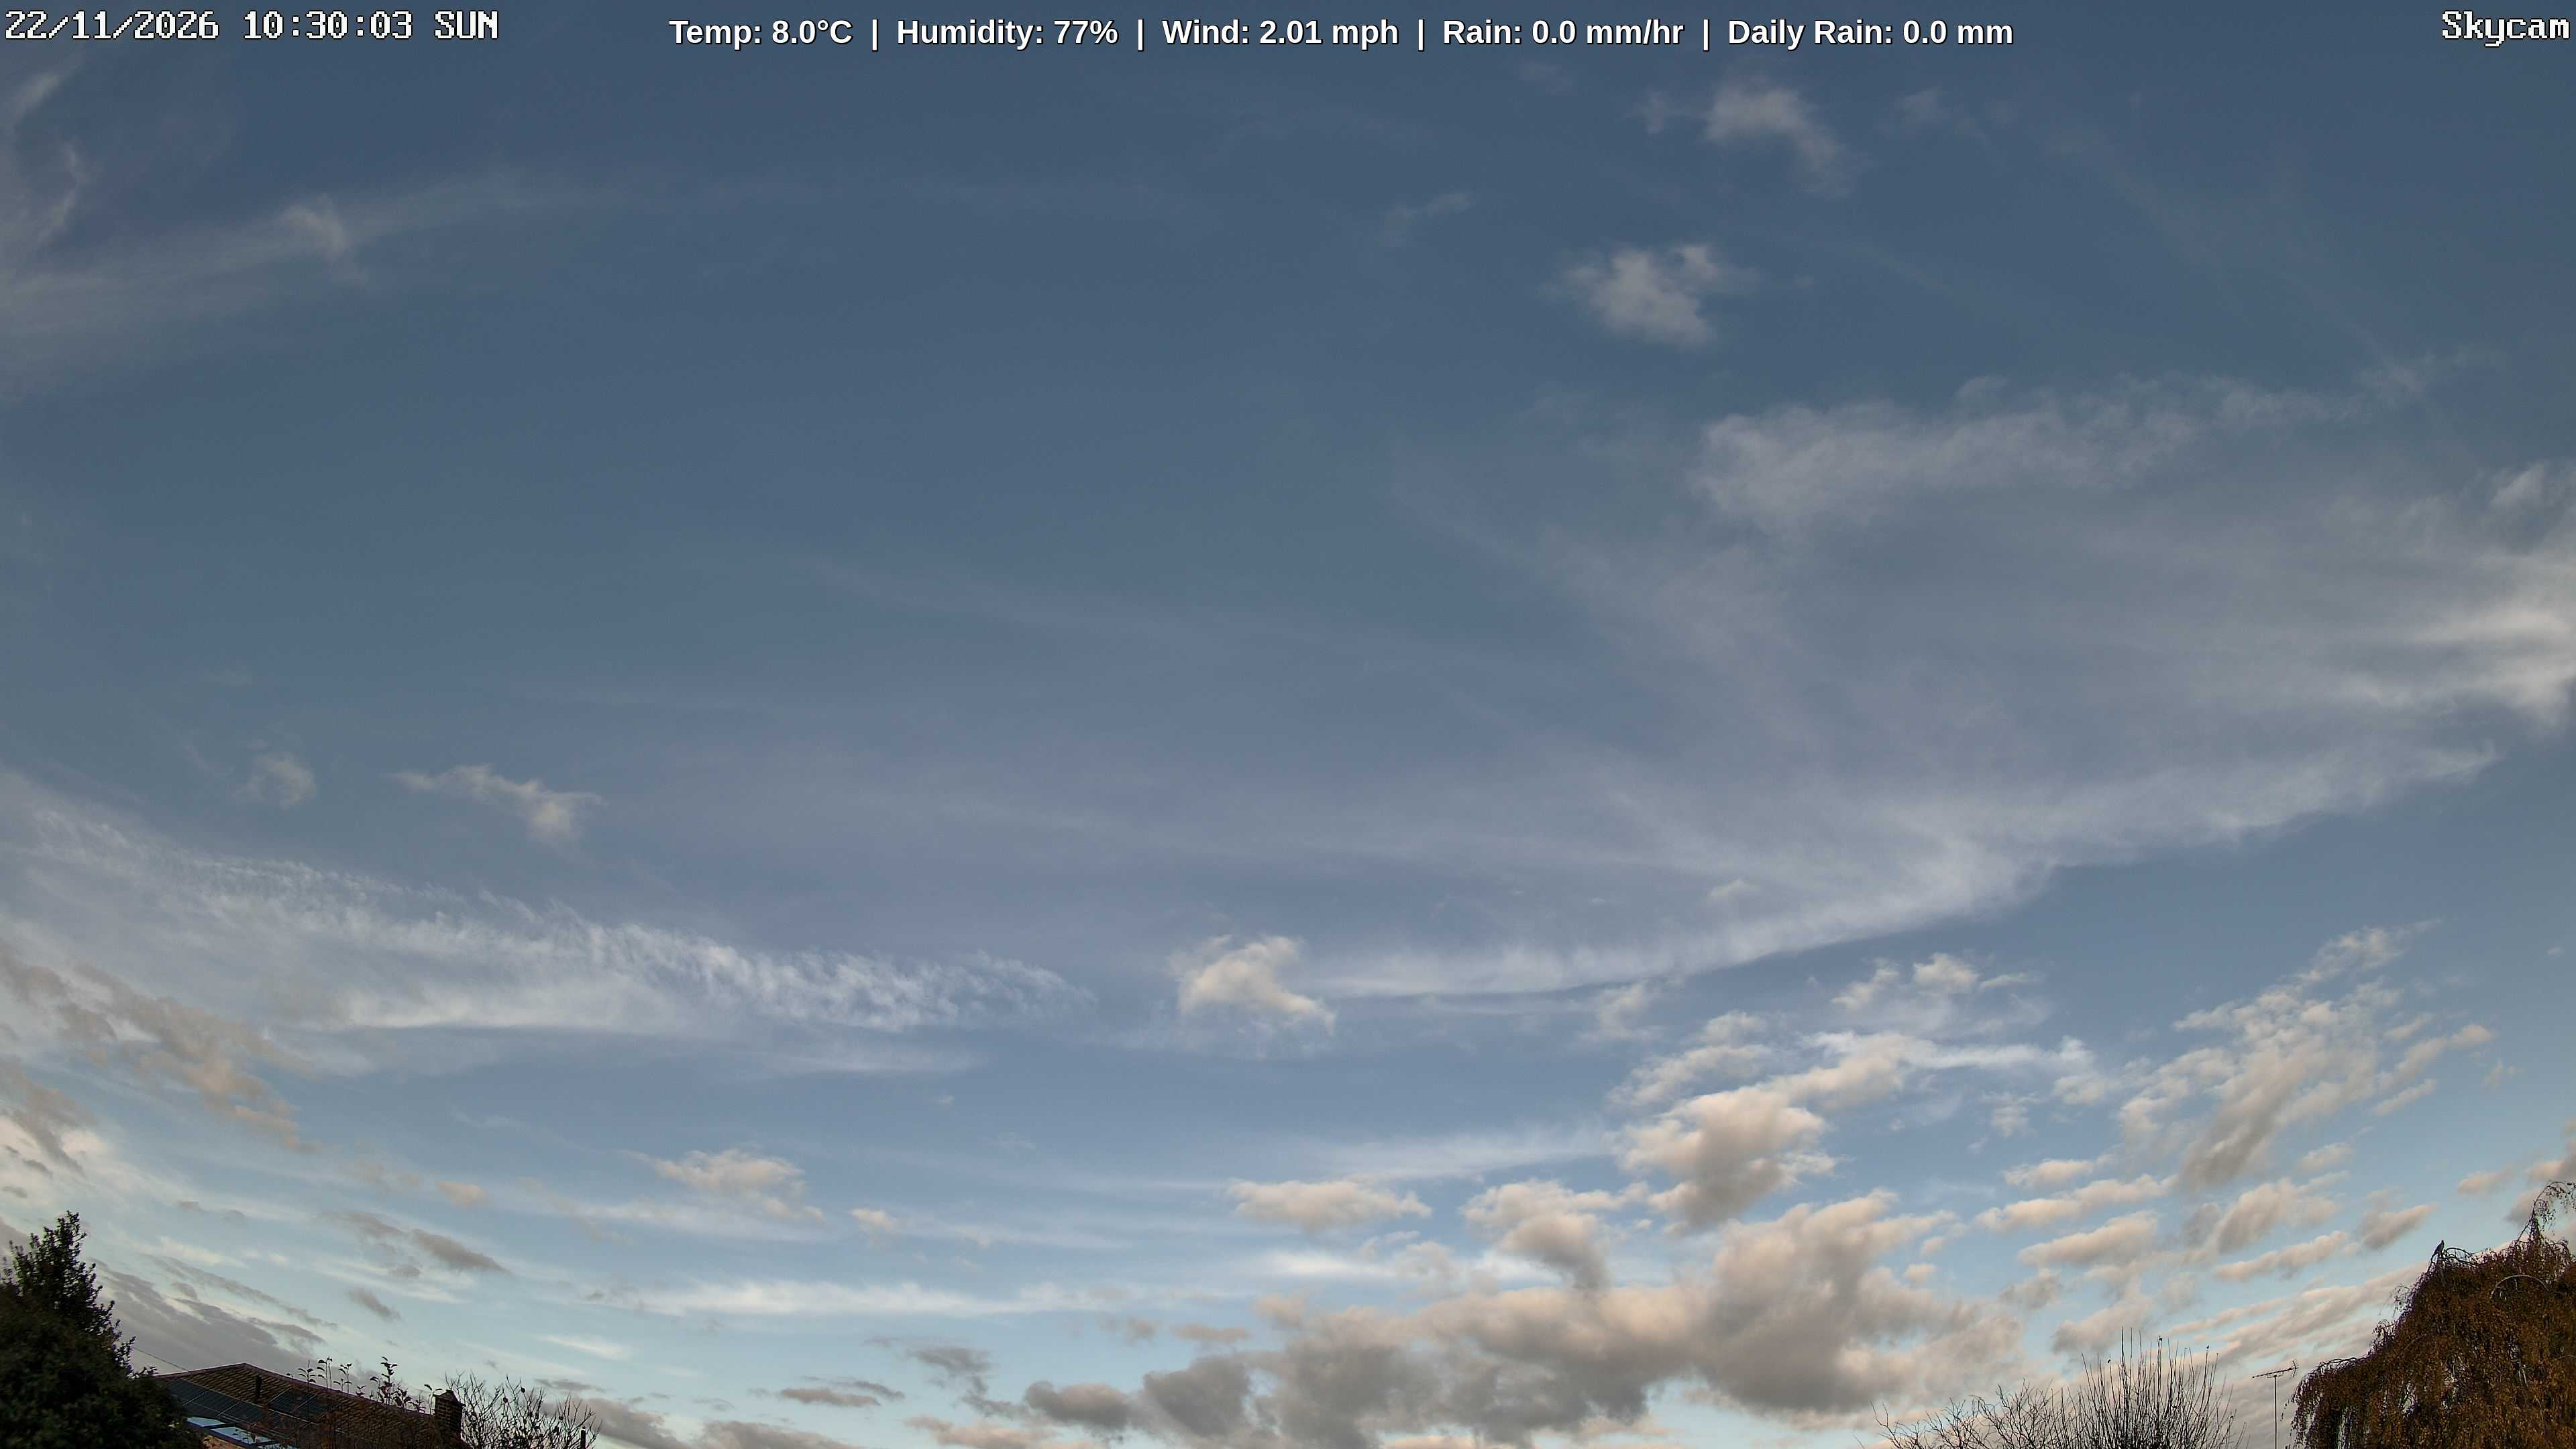 22/11/2026 10:30:03 SUN
Temp: 8.0°C | Humidity: 77% | Wind: 2.01 mph | Rain: 0.0 mm/hr | Daily Rain: 0.0 mm
Skycam